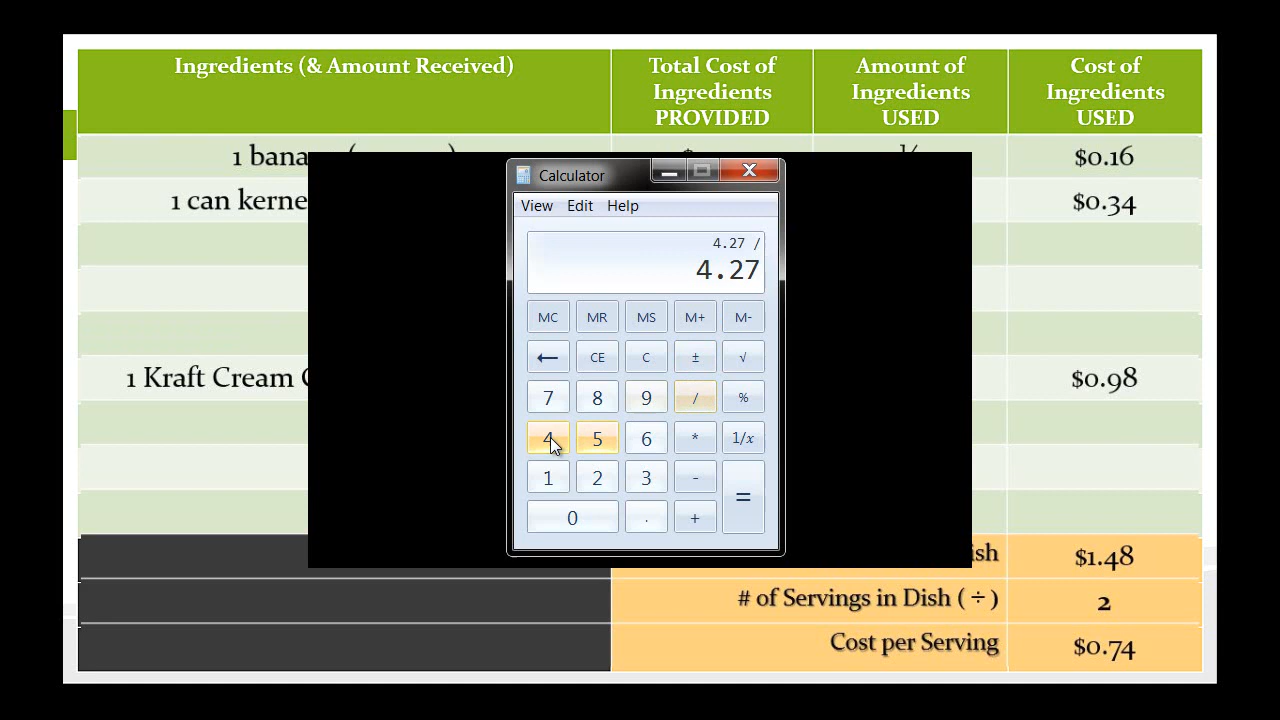 Ingredients (& Amount Received)
Total Cost of
Ingredients
PROVIDED
Amount of
Ingredients
USED
Cost of
Ingredients
USED
1
$0.16
1 can
$0.34
1 Kraft Cream
$0.98
Calculator
View Edit Help
4.27 /
4.27
MC MR MS M+ M-
← CE C ± √
7 8 9 / %
4 5 6 * 1/x
1 2 3 - =
0 . +
$1.48
# of Servings in Dish ( ÷ )
2
Cost per Serving
$0.74